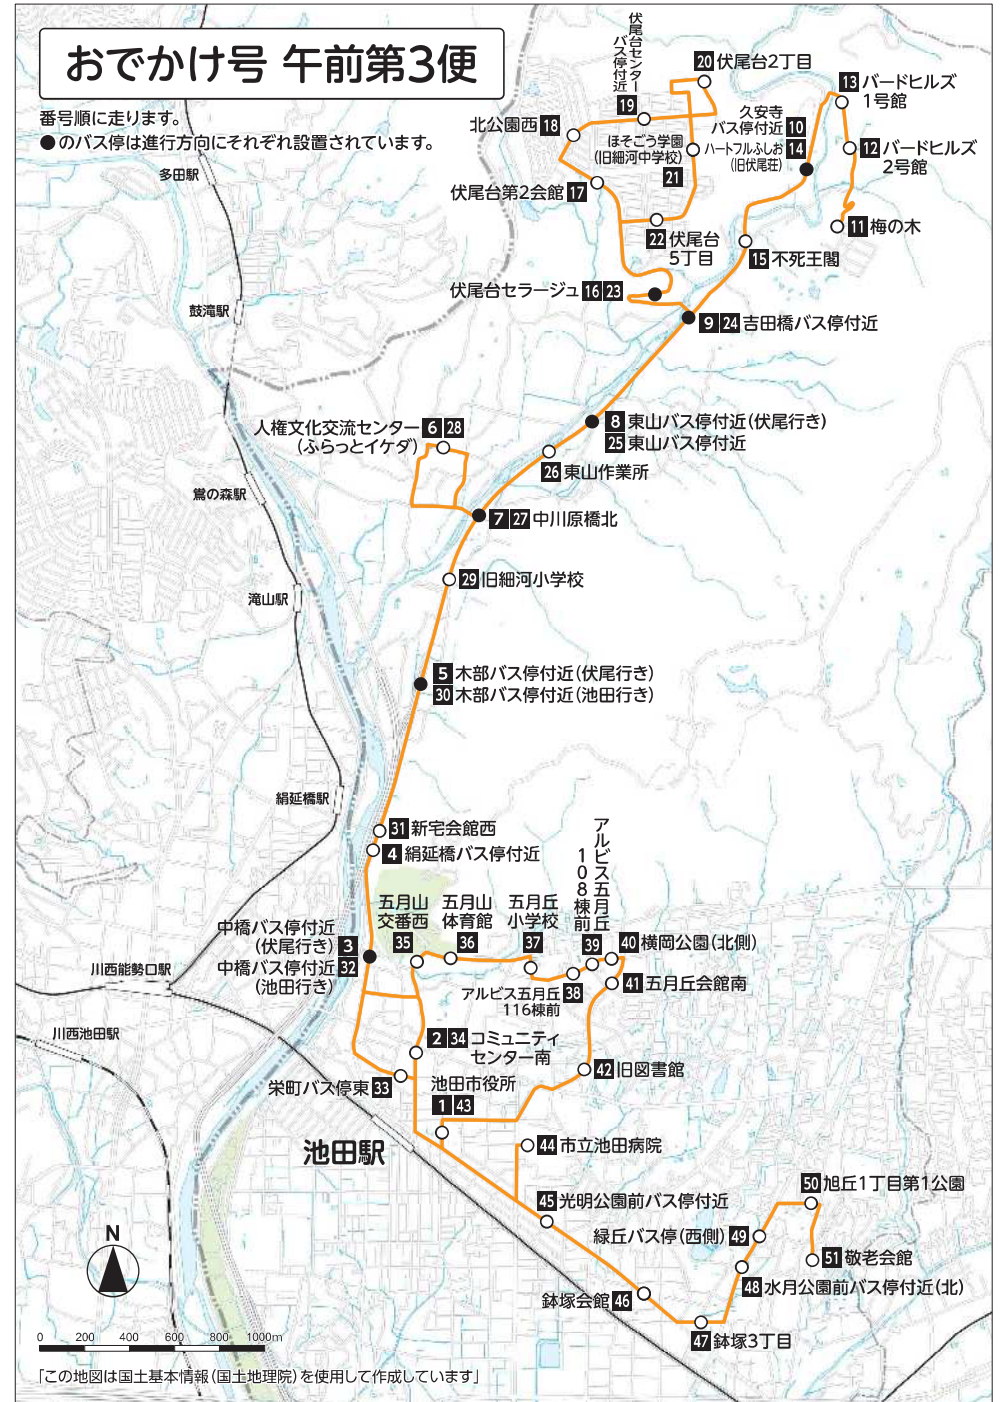 おでかけ号 午前第3便
番号順に走ります。
●のバス停は進行方向にそれぞれ設置されています。
伏尾台センター
バス停付近
19
20 伏尾台2丁目
13 バードヒルズ
1号館
久安寺
バス停付近 10
ハートフルふしお 14
(旧伏尾荘)
12 バードヒルズ
2号館
北公園西 18
ほそごう学園
(旧細河中学校)
21
多田駅
伏尾台第2会館 17
11 梅の木
22 伏尾台
5丁目
15 不死王閣
伏尾台セラージュ 16 23
鼓滝駅
9 24 吉田橋バス停付近
人権文化交流センター 6 28
(ふらっとイケダ)
8 東山バス停付近(伏尾行き)
25 東山バス停付近
26 東山作業所
鴬の森駅
7 27 中川原橋北
29 旧細河小学校
滝山駅
5 木部バス停付近(伏尾行き)
30 木部バス停付近(池田行き)
絹延橋駅
31 新宅会館西
4 絹延橋バス停付近
アルビス五月丘
108棟前
39
五月山
交番西
35
五月山
体育館
36
五月丘
小学校
37
中橋バス停付近
(伏尾行き) 3
中橋バス停付近 32
(池田行き)
40 横岡公園(北側)
41 五月丘会館南
アルビス五月丘 38
116棟前
川西能勢口駅
川西池田駅
2 34 コミュニティ
センター南
栄町バス停東 33
42 旧図書館
池田市役所
1 43
池田駅
44 市立池田病院
45 光明公園前バス停付近
50 旭丘1丁目第1公園
緑丘バス停(西側) 49
51 敬老会館
48 水月公園前バス停付近(北)
鉢塚会館 46
47 鉢塚3丁目
N
0 200 400 600 800 1000m
「この地図は国土基本情報(国土地理院)を使用して作成しています」